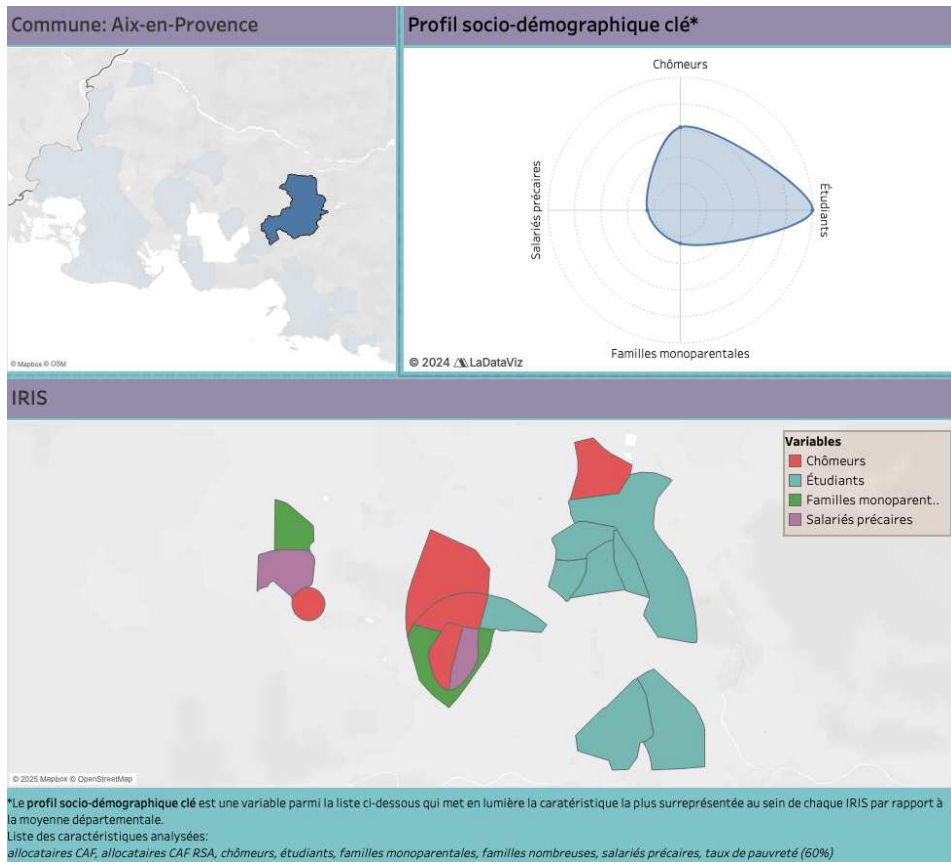 Commune: Aix-en-Provence
© Mapbox © OSM
Profil socio-démographique clé*
Chômeurs
Étudiants
Salariés précaires
Familles monoparentales
© 2024 LaDataViz
IRIS
Variables
Chômeurs
Étudiants
Familles monoparent..
Salariés précaires
© 2025 Mapbox © OpenStreetMap
*Le profil socio-démographique clé est une variable parmi la liste ci-dessous qui met en lumière la caratéristique la plus surreprésentée au sein de chaque IRIS par rapport à
la moyenne départementale.
Liste des caractéristiques analysées:
allocataires CAF, allocataires CAF RSA, chômeurs, étudiants, familles monoparentales, familles nombreuses, salariés précaires, taux de pauvreté (60%)